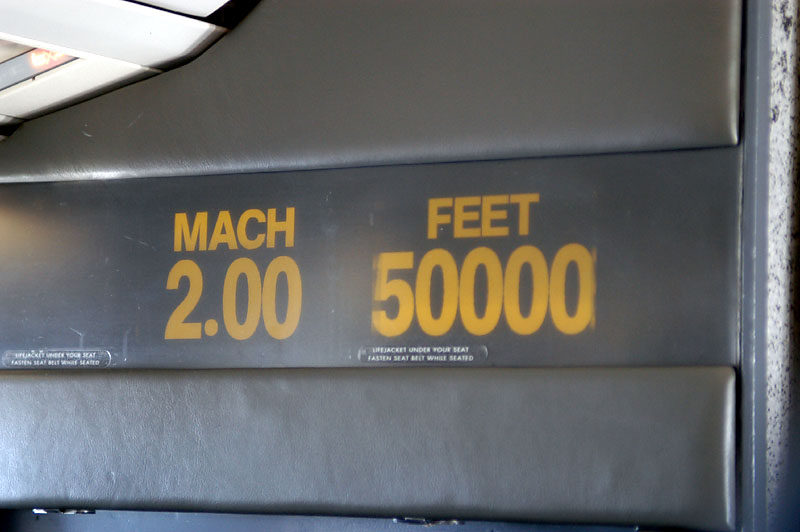 MACH
2.00
FEET
50000
LIFEJACKET UNDER YOUR SEAT
FASTEN SEAT BELT WHILE SEATED
LIFEJACKET UNDER YOUR SEAT
FASTEN SEAT BELT WHILE SEATED